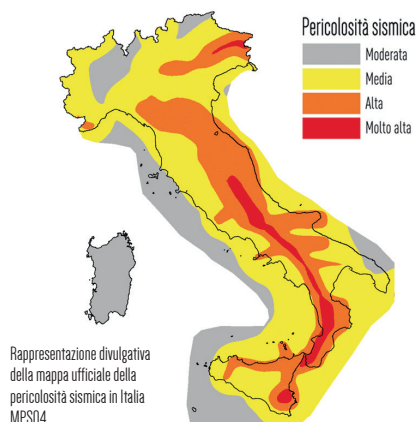 Pericolosità sismica
Moderata
Media
Alta
Molto alta
Rappresentazione divulgativa
della mappa ufficiale della
pericolosità sismica in Italia
MPS04